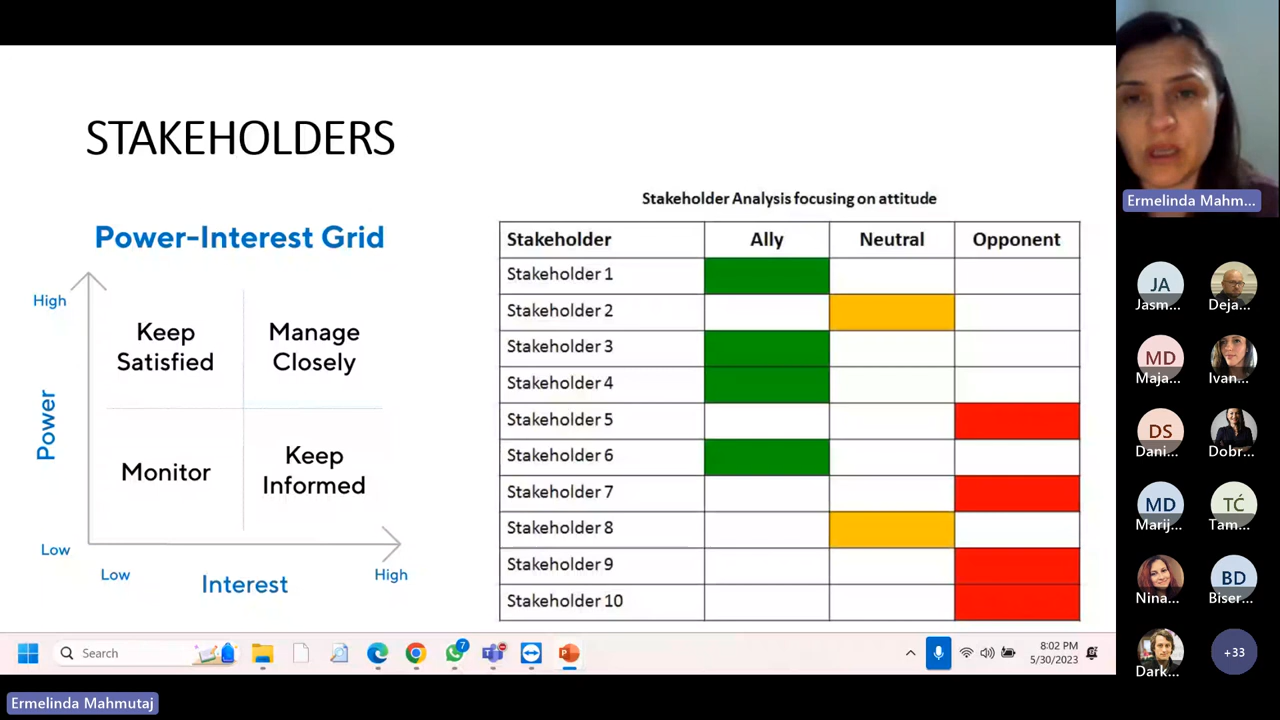 STAKEHOLDERS
Power-Interest Grid
High
Keep
Satisfied
Manage
Closely
Power
Monitor
Keep
Informed
Low
Low
Interest
High
Stakeholder Analysis focusing on attitude
Stakeholder Ally Neutral Opponent
Stakeholder 1
Stakeholder 2
Stakeholder 3
Stakeholder 4
Stakeholder 5
Stakeholder 6
Stakeholder 7
Stakeholder 8
Stakeholder 9
Stakeholder 10
Search
7
8:02 PM
5/30/2023
Ermelinda Mahmutaj
Ermelinda Mahm...
JA
Jasm... Deja...
MD
Maja... Ivan...
DS
Dani... Dobr...
MD TĆ
Marij... Tam...
BD
Nina... Biser...
+33
Dark...